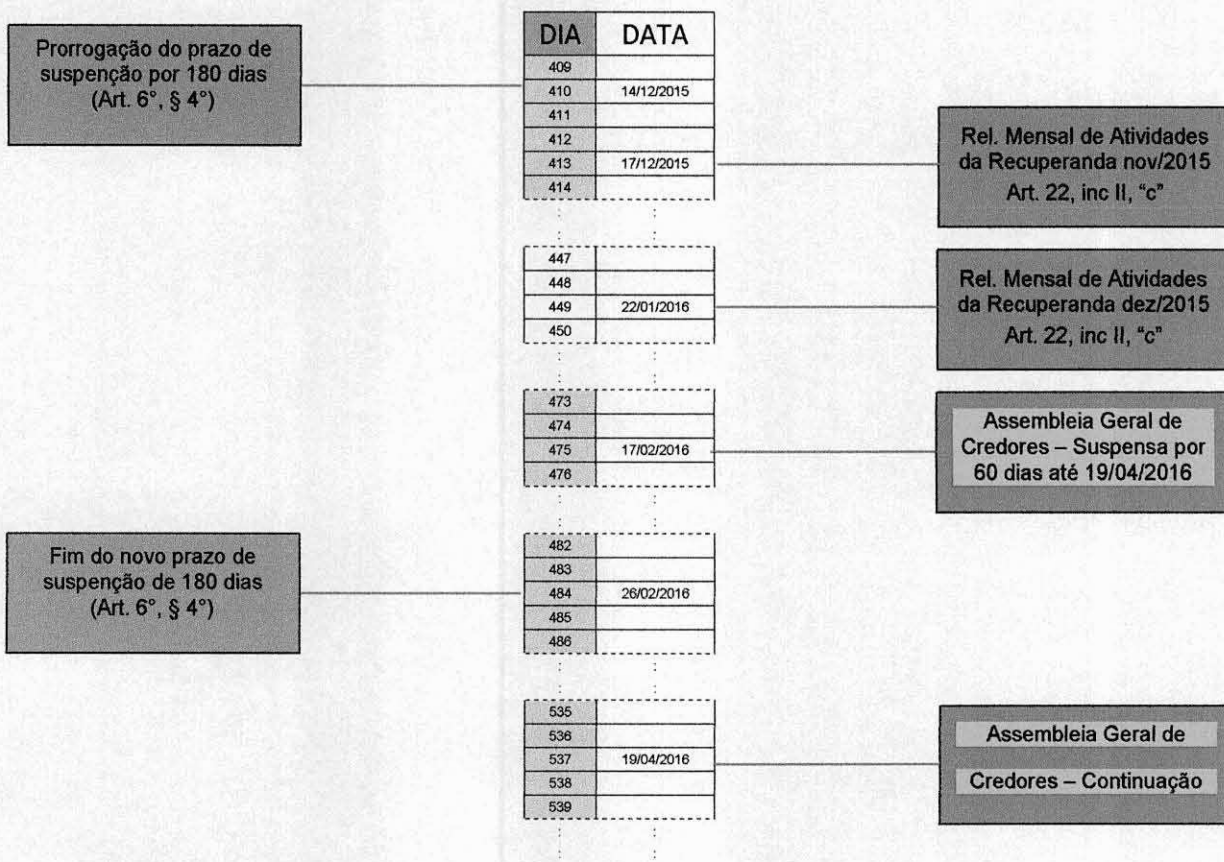 Prorrogação do prazo de
suspenção por 180 dias
(Art. 6°, § 4°)
DIA DATA
409
410 14/12/2015
411
412
413 17/12/2015
414
Rel. Mensal de Atividades
da Recuperanda nov/2015
Art. 22, inc II, “c”
447
448
449 22/01/2016
450
Rel. Mensal de Atividades
da Recuperanda dez/2015
Art. 22, inc II, “c”
473
474
475 17/02/2016
476
Assembleia Geral de
Credores – Suspensa por
60 dias até 19/04/2016
Fim do novo prazo de
suspenção de 180 dias
(Art. 6°, § 4°)
482
483
484 26/02/2016
485
486
535
536
537 19/04/2016
538
539
Assembleia Geral de
Credores – Continuação